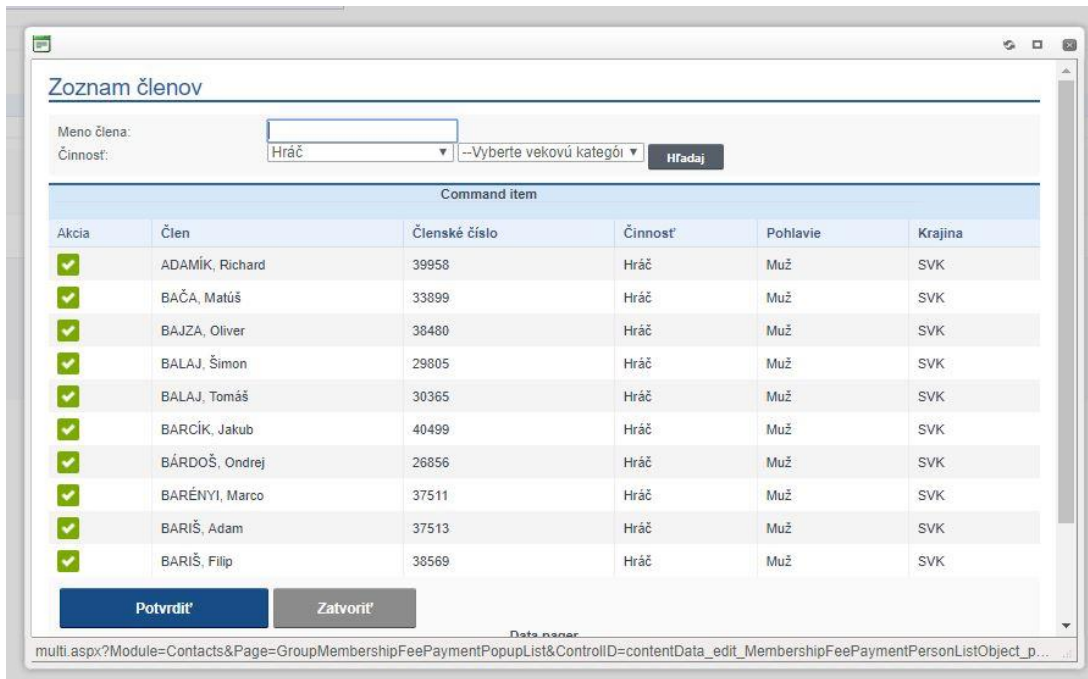 Zoznam členov
Meno člena:
Činnosť: Hráč --Vyberte vekovú kategói Hľadaj
Command item
Akcia Člen Členské číslo Činnosť Pohlavie Krajina
ADAMÍK, Richard 39958 Hráč Muž SVK
BAČA, Matúš 33899 Hráč Muž SVK
BAJZA, Oliver 38480 Hráč Muž SVK
BALAJ, Šimon 29805 Hráč Muž SVK
BALAJ, Tomáš 30365 Hráč Muž SVK
BARCÍK, Jakub 40499 Hráč Muž SVK
BÁRDOŠ, Ondrej 26856 Hráč Muž SVK
BARÉNYI, Marco 37511 Hráč Muž SVK
BARIŠ, Adam 37513 Hráč Muž SVK
BARIŠ, Filip 38569 Hráč Muž SVK
Potvrdiť Zatvoriť
Data pager
multi.aspx?Module=Contacts&Page=GroupMembershipFeePaymentPopupList&ControlID=contentData_edit_MembershipFeePaymentPersonListObject_p...